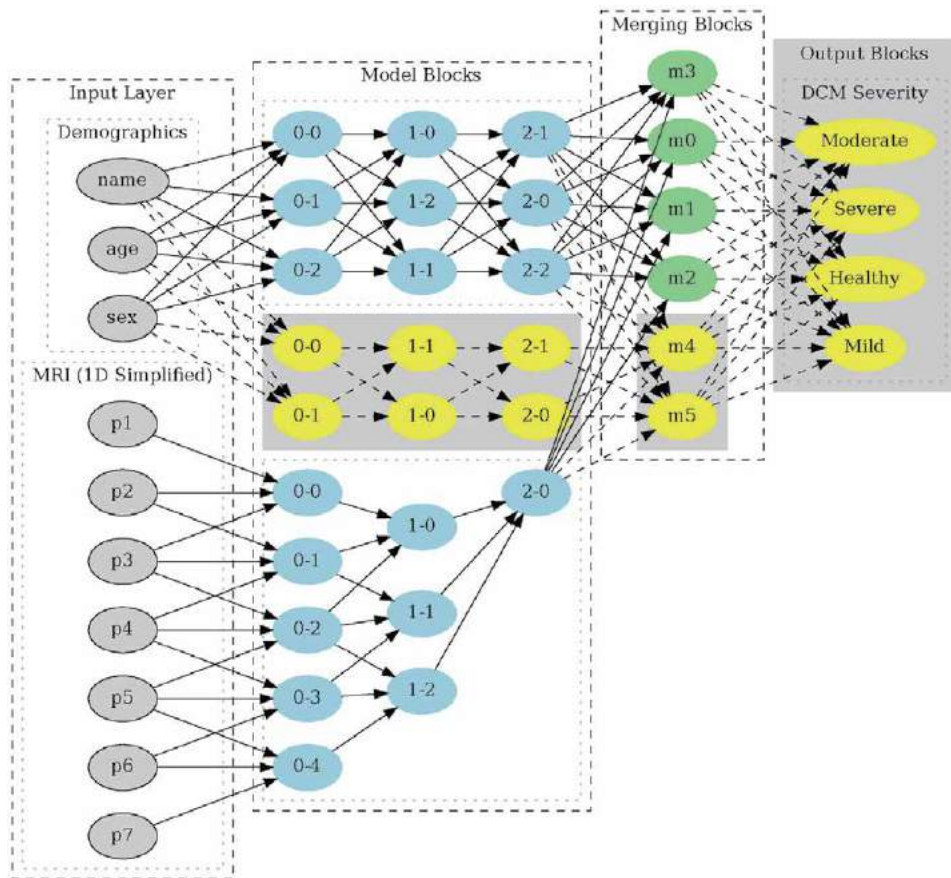 Input Layer
Demographics
name
age
sex
MRI (1D Simplified)
p1
p2
p3
p4
p5
p6
p7
Model Blocks
0-0 1-0 2-1
0-1 1-2 2-0
0-2 1-1 2-2
0-0 1-1 2-1
0-1 1-0 2-0
0-0
0-1
0-2
0-3
0-4
1-0
1-1
1-2
2-0
Merging Blocks
m3
m0
m1
m2
m4
m5
Output Blocks
DCM Severity
Moderate
Severe
Healthy
Mild